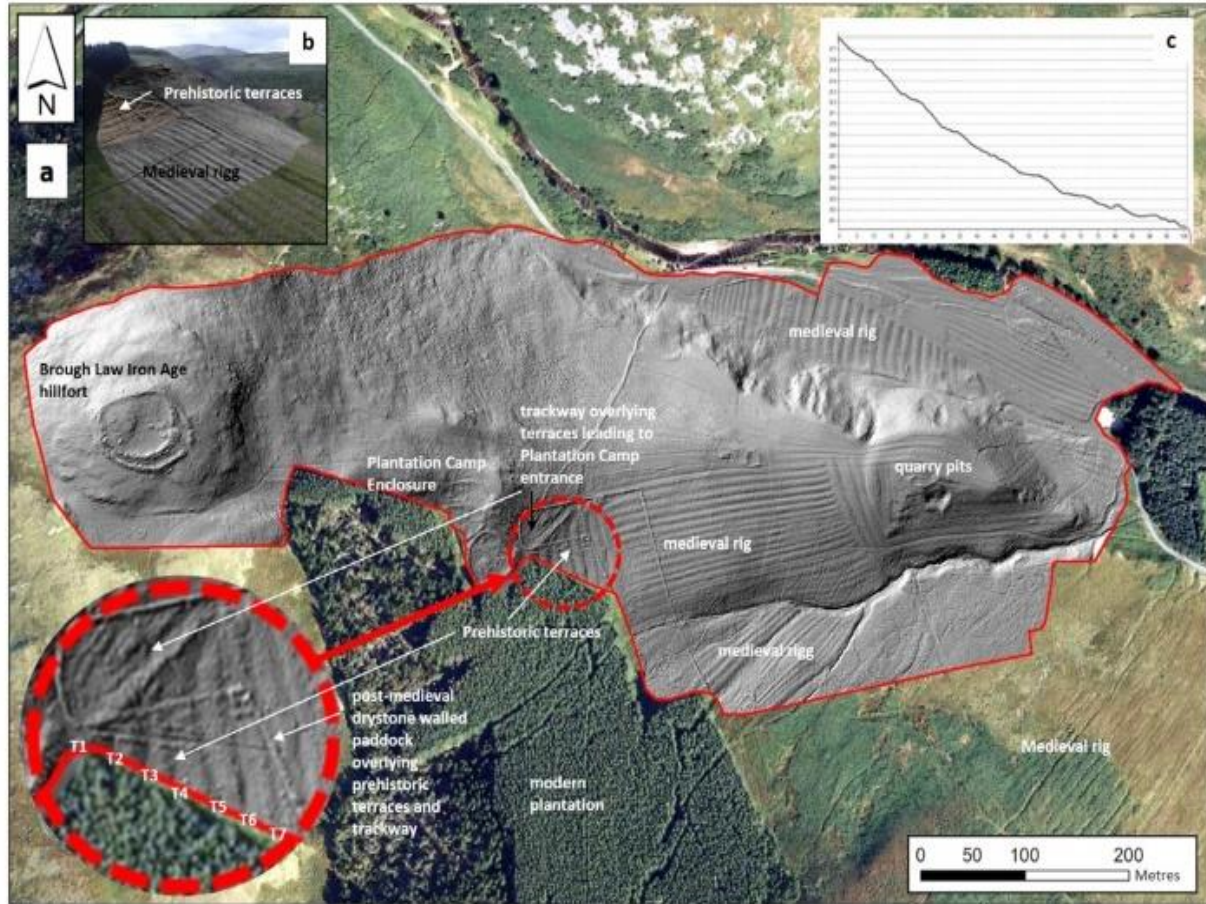 N
a
b
Prehistoric terraces
Medieval rigg
c
Brough Law Iron Age
hillfort
Plantation Camp
Enclosure
trackway overlying
terraces leading to
Plantation Camp
entrance
medieval rig
quarry pits
medieval rig
Prehistoric terraces
medieval rigg
post-medieval
drystone walled
paddock
overlying
prehistoric
terraces and
trackway
T1
T2
T3
T4
T5
T6
T7
modern
plantation
Medieval rig
0 50 100 200
Metres